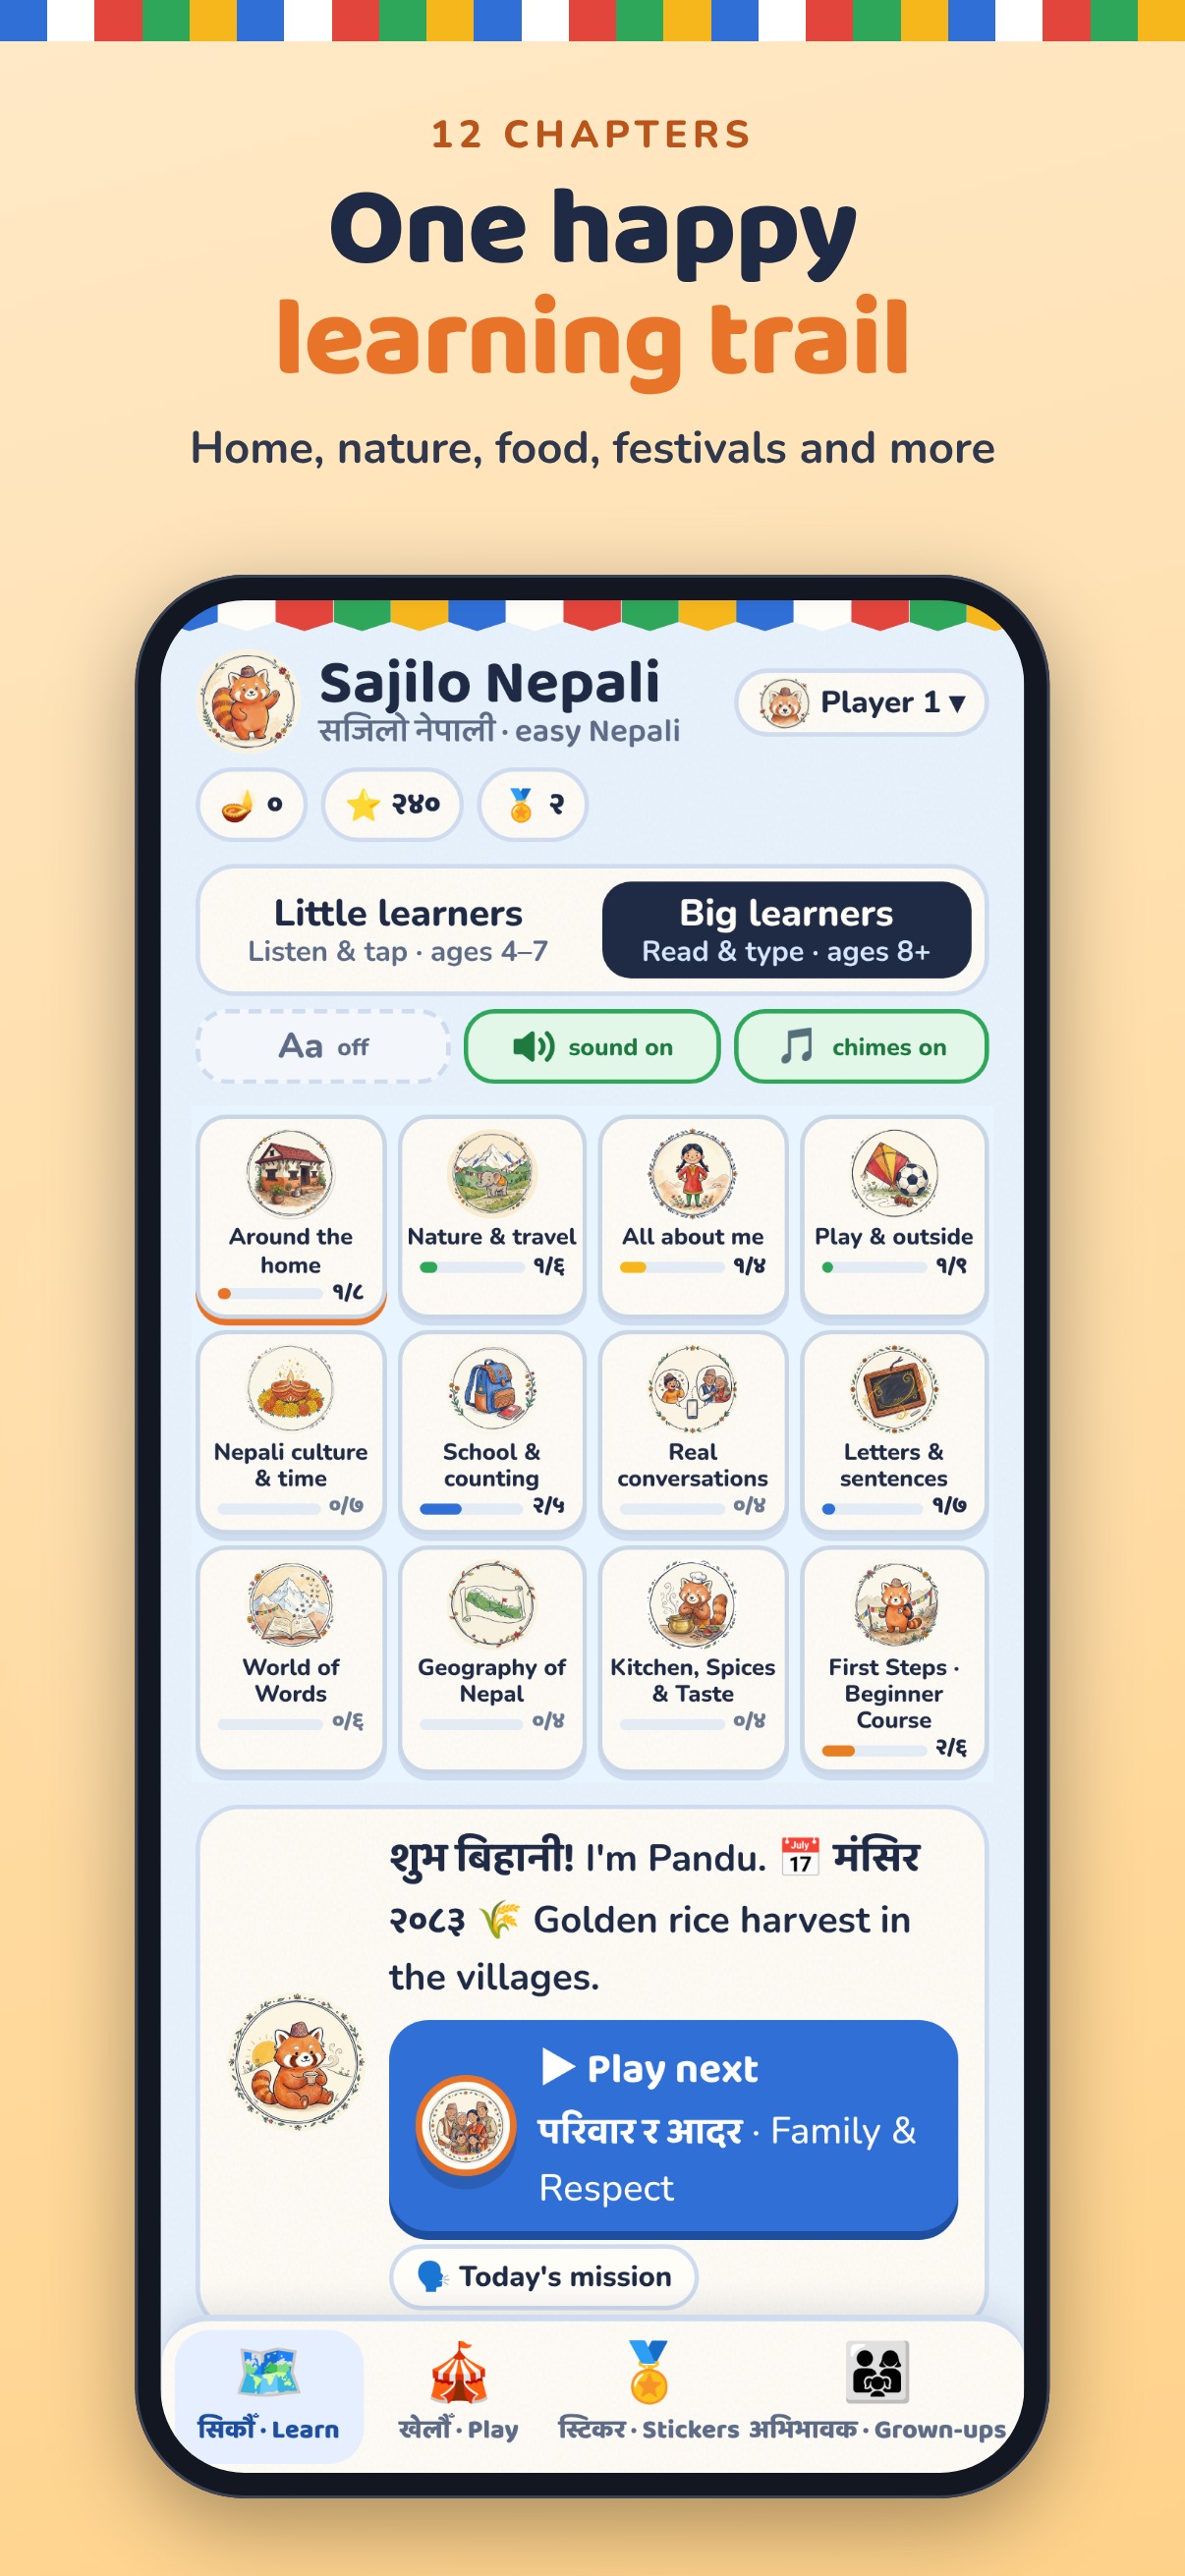 12 CHAPTERS
One happy
learning trail
Home, nature, food, festivals and more
Sajilo Nepali
सजिलो नेपाली · easy Nepali
Player 1 ▾
०
२४०
२
Little learners
Listen & tap · ages 4–7
Big learners
Read & type · ages 8+
Aa off
sound on
chimes on
Around the
home
१/८
Nature & travel
१/६
All about me
१/४
Play & outside
१/९
Nepali culture
& time
०/७
School &
counting
२/५
Real
conversations
०/४
Letters &
sentences
१/७
World of
Words
०/६
Geography of
Nepal
०/४
Kitchen, Spices
& Taste
०/४
First Steps ·
Beginner
Course
२/६
शुभ बिहानी! I'm Pandu. 📅 मंसिर
२०८३ 🌾 Golden rice harvest in
the villages.
▶ Play next
परिवार र आदर · Family &
Respect
Today's mission
सिकौँ · Learn
खेलौँ · Play
स्टिकर · Stickers
अभिभावक · Grown-ups